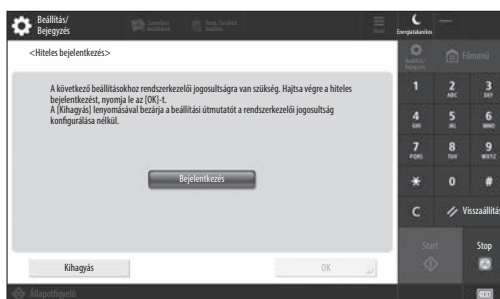 Beállítás/
Bejegyzés
Menü
Energiatakarékos
<Hiteles bejelentkezés>
Beállítás/
Bejegyzés
Főmenü
A következő beállításokhoz rendszerkezelői jogosultságra van szükség. Hajtsa végre a hiteles
bejelentkezést, nyomja le az [OK]-t.
A [Kihagyás] lenyomásával bezárja a beállítási útmutatót a rendszerkezelői jogosultság
konfigurálása nélkül.
1 2 ABC 3 DEF
4 GHI 5 JKL 6 MNO
7 PQRS 8 TUV 9 WXYZ
* 0 #
Bejelentkezés
C Visszaállítás
Start Stop
Kihagyás OK
Állapotfigyelő